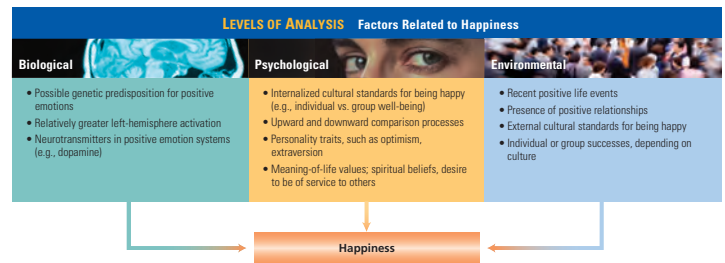 LEVELS OF ANALYSIS Factors Related to Happiness
Biological
• Possible genetic predisposition for positive
emotions
• Relatively greater left-hemisphere activation
• Neurotransmitters in positive emotion systems
(e.g., dopamine)
Psychological
• Internalized cultural standards for being happy
(e.g., individual vs. group well-being)
• Upward and downward comparison processes
• Personality traits, such as optimism,
extraversion
• Meaning-of-life values; spiritual beliefs, desire
to be of service to others
Environmental
• Recent positive life events
• Presence of positive relationships
• External cultural standards for being happy
• Individual or group successes, depending on
culture
Happiness